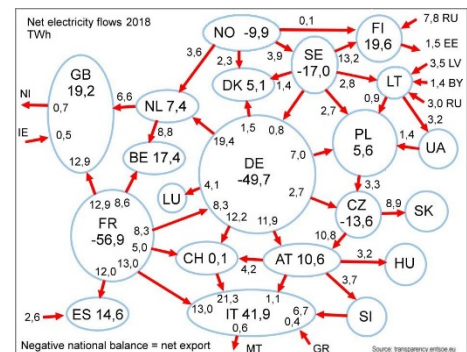 Net electricity flows 2018
TWh
NO -9,9
0,1
FI
19,6
7,8 RU
1,5 EE
3,5 LV
1,4 BY
3,0 RU
3,6
2,3
3,9
SE
-17,0
13,2
2,8
LT
GB
19,2
NI
0,7
IE
0,5
12,9
6,6
NL 7,4
DK 5,1
1,4
2,7
0,9
3,2
8,8
19,4
1,5
0,8
PL
5,6
1,4
UA
BE 17,4
DE
-49,7
7,0
3,3
LU
4,1
2,7
CZ
-13,6
8,9
SK
12,9
8,6
FR
-56,9
8,3
8,3
12,2
11,9
10,8
5,0
13,0
12,0
CH 0,1
4,2
AT 10,6
3,2
HU
3,7
2,6
ES 14,6
13,0
21,3
1,1
IT 41,9
6,7
0,4
SI
0,6
MT
GR
Negative national balance = net export
Source: transparency.entsoe.eu